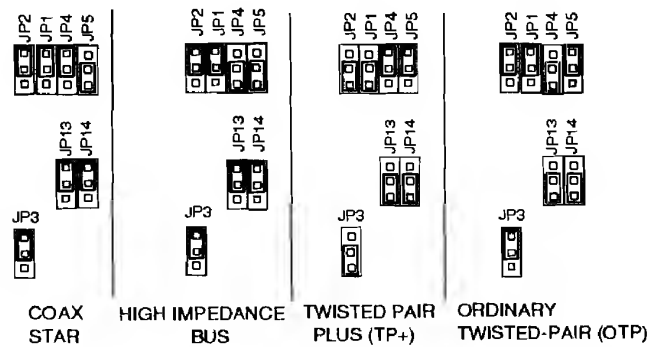 JP2 JP1 JP4 JP5
JP13 JP14
JP3
COAX
STAR
JP2 JP1 JP4 JP5
JP13 JP14
JP3
HIGH IMPEDANCE
BUS
JP2 JP1 JP4 JP5
JP13 JP14
JP3
TWISTED PAIR
PLUS (TP+)
JP2 JP1 JP4 JP5
JP13 JP14
JP3
ORDINARY
TWISTED-PAIR (OTP)